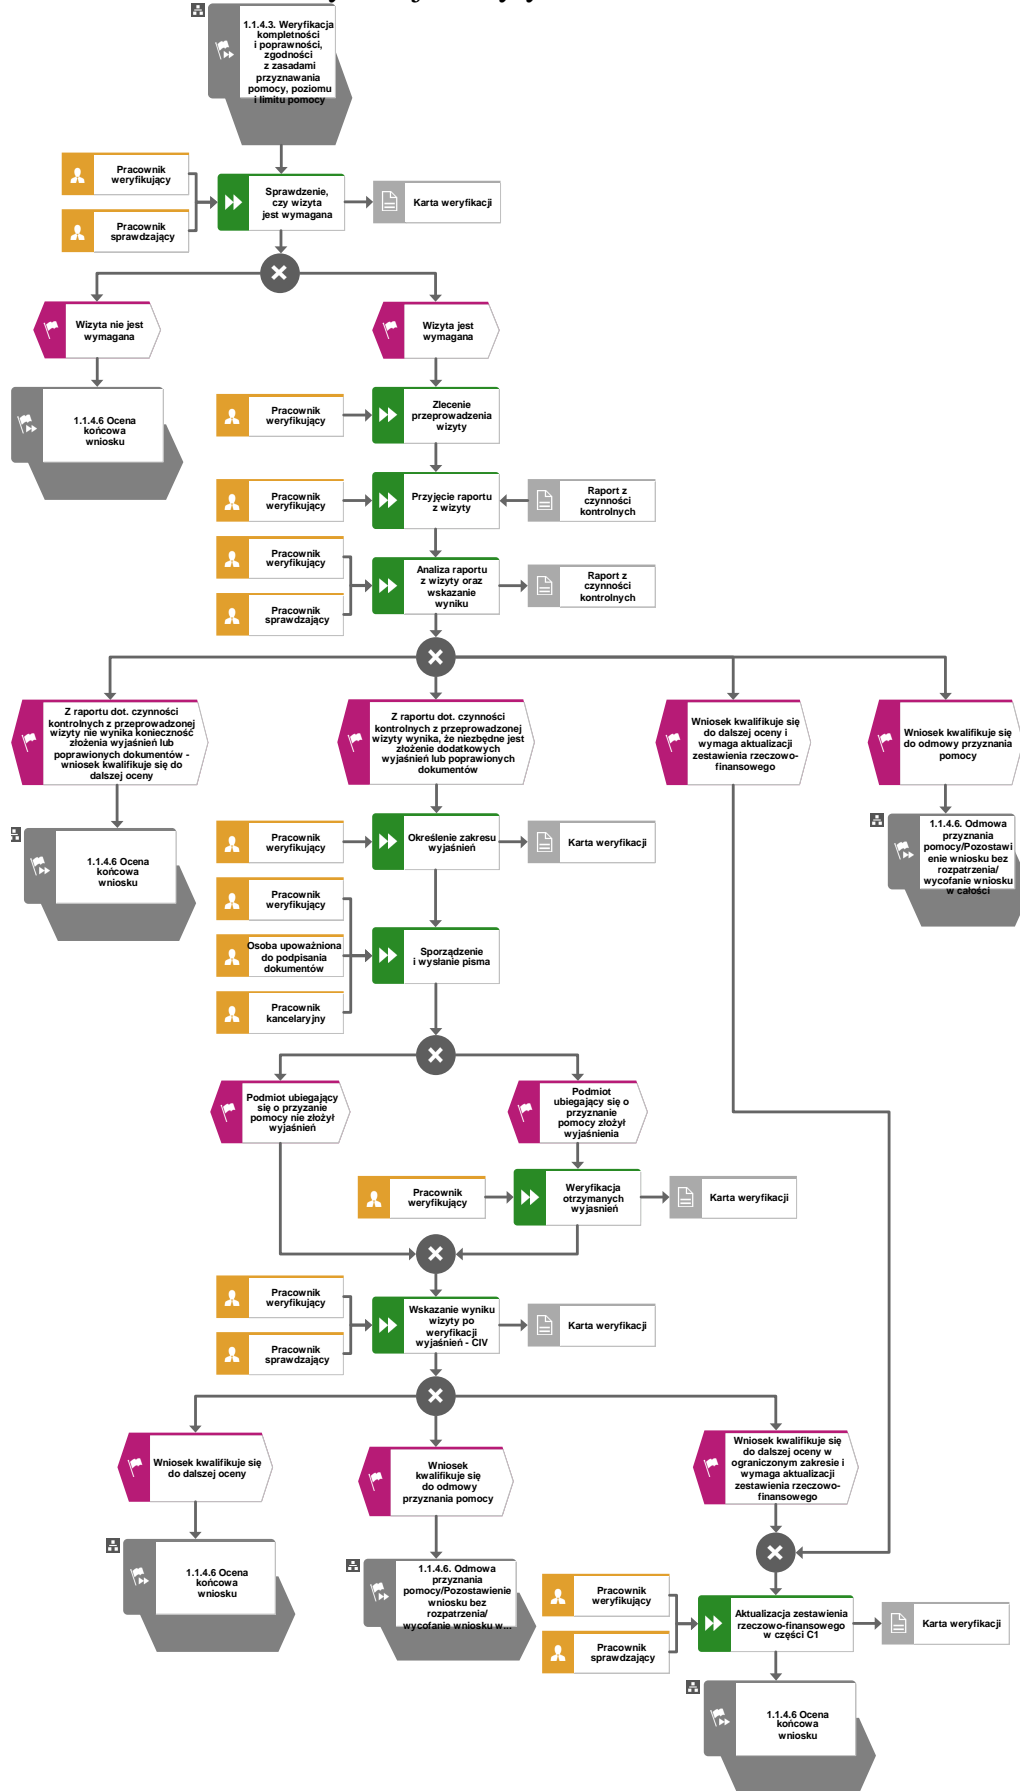 1.1.4.3. Weryfikacja
kompletności
i poprawności,
zgodności
z zasadami
przyznawania
pomocy, poziomu
i limitu pomocy
Pracownik
weryfikujący
Pracownik
sprawdzający
Sprawdzenie,
czy wizyta
jest wymagana
Karta weryfikacji
Wizyta nie jest
wymagana
Wizyta jest
wymagana
1.1.4.6 Ocena
końcowa
wniosku
Pracownik
weryfikujący
Zlecenie
przeprowadzenia
wizyty
Pracownik
weryfikujący
Przyjęcie raportu
z wizyty
Raport z
czynności
kontrolnych
Pracownik
weryfikujący
Pracownik
sprawdzający
Analiza raportu
z wizyty oraz
wskazanie
wyniku
Raport z
czynności
kontrolnych
Z raportu dot. czynności
kontrolnych z przeprowadzonej
wizyty nie wynika konieczność
złożenia wyjaśnień lub
poprawionych dokumentów -
wniosek kwalifikuje się do
dalszej oceny
Z raportu dot. czynności
kontrolnych z przeprowadzonej
wizyty wynika, że niezbędne jest
złożenie dodatkowych
wyjaśnień lub poprawionych
dokumentów
Wniosek kwalifikuje się
do dalszej oceny i
wymaga aktualizacji
zestawienia rzeczowo-
finansowego
Wniosek kwalifikuje się
do odmowy przyznania
pomocy
1.1.4.6 Ocena
końcowa
wniosku
Pracownik
weryfikujący
Określenie zakresu
wyjaśnień
Karta weryfikacji
1.1.4.6. Odmowa
przyznania
pomocy/Pozostawi
enie wniosku bez
rozpatrzenia/
wycofanie wniosku
w całości
Pracownik
weryfikujący
Osoba upoważniona
do podpisania
dokumentów
Pracownik
kancelaryjny
Sporządzenie
i wysłanie pisma
Podmiot ubiegający
się o przyzanie
pomocy nie złożył
wyjaśnień
Podmiot
ubiegający się o
przyznanie
pomocy złożył
wyjaśnienia
Pracownik
weryfikujący
Weryfikacja
otrzymanych
wyjasnień
Karta weryfikacji
Pracownik
weryfikujący
Pracownik
sprawdzający
Wskazanie wyniku
wizyty po
weryfikacji
wyjaśnień - CIV
Karta weryfikacji
Wniosek kwalifikuje się
do dalszej oceny
Wniosek
kwalifikuje się
do odmowy
przyznania pomocy
Wniosek kwalifikuje się
do dalszej oceny w
ograniczonym zakresie i
wymaga aktualizacji
zestawienia rzeczowo-
finansowego
1.1.4.6 Ocena
końcowa
wniosku
1.1.4.6. Odmowa
przyznania
pomocy/Pozostawienie
wniosku bez
rozpatrzenia/
wycofanie wniosku w...
Pracownik
weryfikujący
Pracownik
sprawdzający
Aktualizacja zestawienia
rzeczowo-finansowego
w części C1
Karta weryfikacji
1.1.4.6 Ocena
końcowa
wniosku